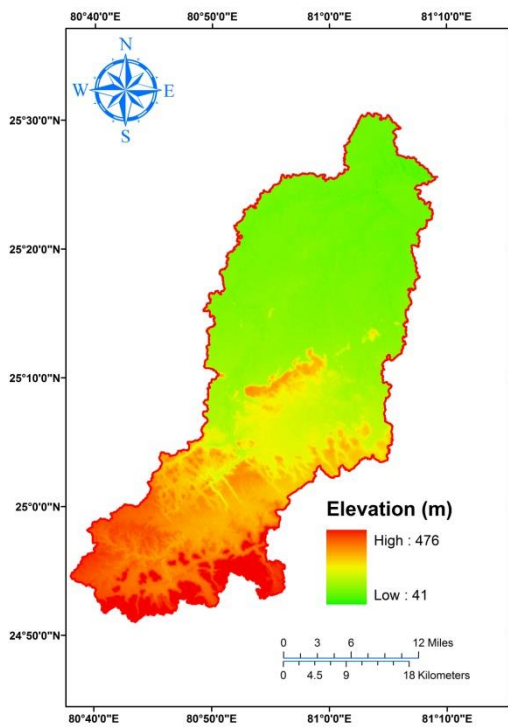 80°40'0"E 80°50'0"E 81°0'0"E 81°10'0"E
N
W E
S
25°30'0"N
25°20'0"N
25°10'0"N
25°0'0"N
24°50'0"N
Elevation (m)
High : 476
Low : 41
0 3 6 12 Miles
0 4.5 9 18 Kilometers
80°40'0"E 80°50'0"E 81°0'0"E 81°10'0"E